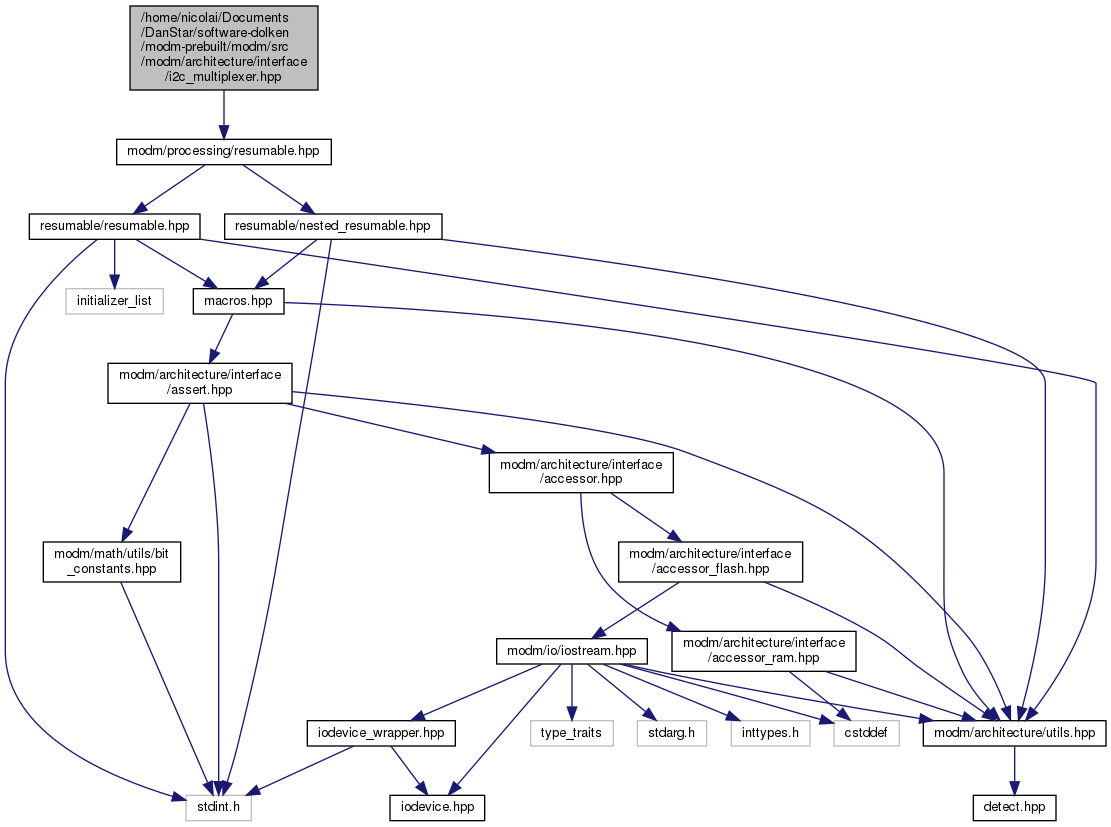 /home/nicolai/Documents
/DanStar/software-dolken
/modm-prebuilt/modm/src
/modm/architecture/interface
/i2c_multiplexer.hpp
modm/processing/resumable.hpp
resumable/resumable.hpp
resumable/nested_resumable.hpp
initializer_list
macros.hpp
modm/architecture/interface
/assert.hpp
modm/architecture/interface
/accessor.hpp
modm/math/utils/bit
_constants.hpp
modm/architecture/interface
/accessor_flash.hpp
modm/io/iostream.hpp
modm/architecture/interface
/accessor_ram.hpp
iodevice_wrapper.hpp
type_traits
stdarg.h
inttypes.h
cstddef
modm/architecture/utils.hpp
stdint.h
iodevice.hpp
detect.hpp